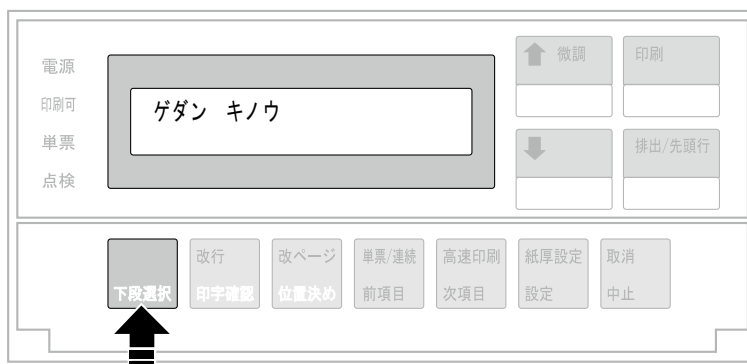 電源
印刷可
単票
点検
ゲダン キノウ
微調
印刷
排出/先頭行
下段選択
改行
印字確認
改ページ
位置決め
単票/連続
前項目
高速印刷
次項目
紙厚設定
設定
取消
中止